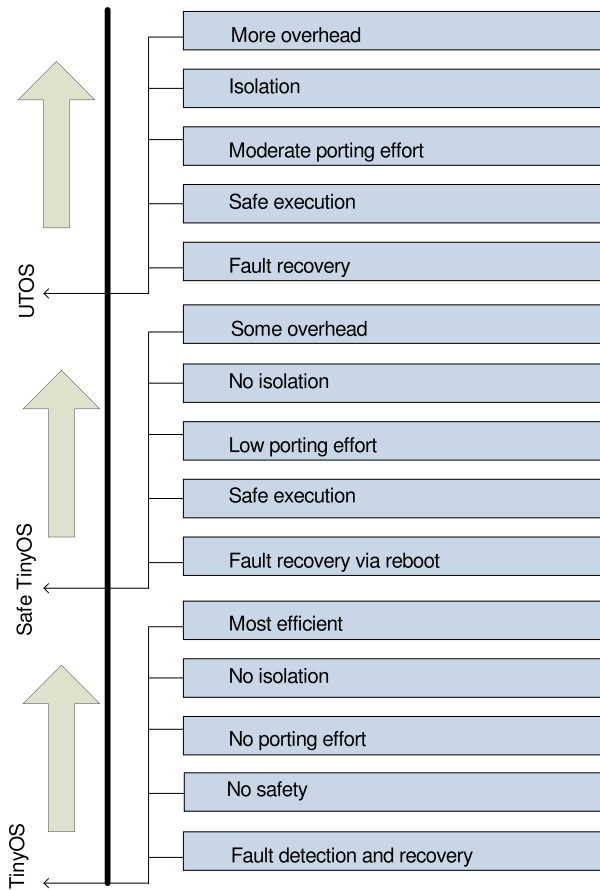 More overhead
Isolation
Moderate porting effort
Safe execution
Fault recovery
UTOS
Some overhead
No isolation
Low porting effort
Safe execution
Fault recovery via reboot
Safe TinyOS
Most efficient
No isolation
No porting effort
No safety
Fault detection and recovery
TinyOS